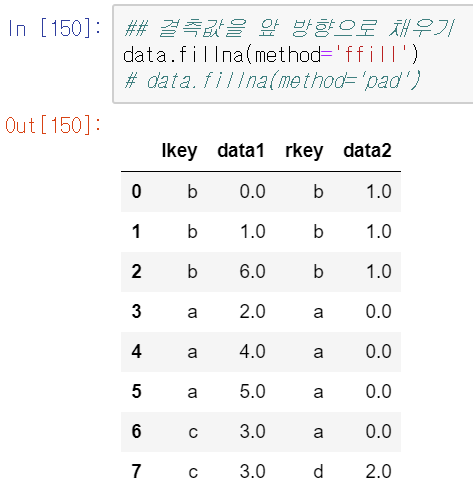 In [150]: ## 결측값을 앞 방향으로 채우기
data.fillna(method='ffill')
# data.fillna(method='pad')
Out[150]:
lkey data1 rkey data2
0 b 0.0 b 1.0
1 b 1.0 b 1.0
2 b 6.0 b 1.0
3 a 2.0 a 0.0
4 a 4.0 a 0.0
5 a 5.0 a 0.0
6 c 3.0 a 0.0
7 c 3.0 d 2.0